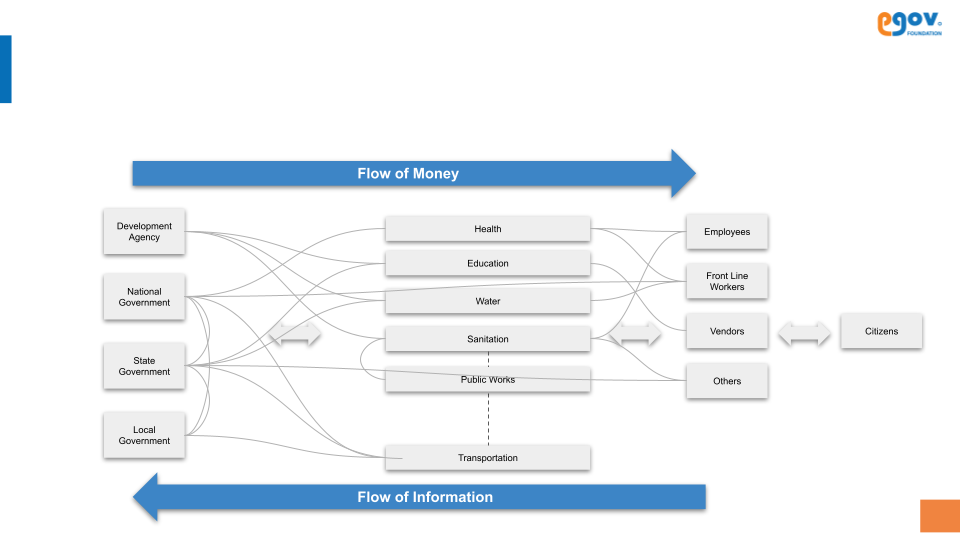 egov.
FOUNDATION
Flow of Money
Development
Agency
National
Government
State
Government
Local
Government
Health
Education
Water
Sanitation
Public Works
Transportation
Employees
Front Line
Workers
Vendors
Others
Citizens
Flow of Information